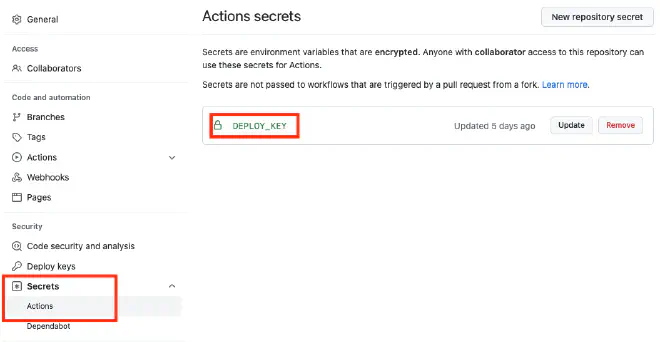 General
Access
Collaborators
Code and automation
Branches
Tags
Actions
Webhooks
Pages
Security
Code security and analysis
Deploy keys
Secrets
Actions
Dependabot
Actions secrets
New repository secret
Secrets are environment variables that are encrypted. Anyone with collaborator access to this repository can
use these secrets for Actions.
Secrets are not passed to workflows that are triggered by a pull request from a fork. Learn more.
DEPLOY_KEY
Updated 5 days ago
Update
Remove